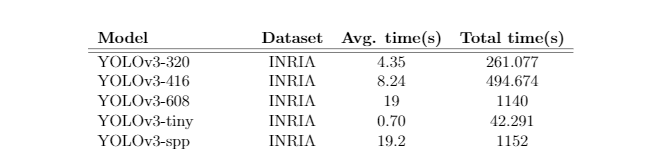 Model Dataset Avg. time(s) Total time(s)
YOLOv3-320 INRIA 4.35 261.077
YOLOv3-416 INRIA 8.24 494.674
YOLOv3-608 INRIA 19 1140
YOLOv3-tiny INRIA 0.70 42.291
YOLOv3-spp INRIA 19.2 1152